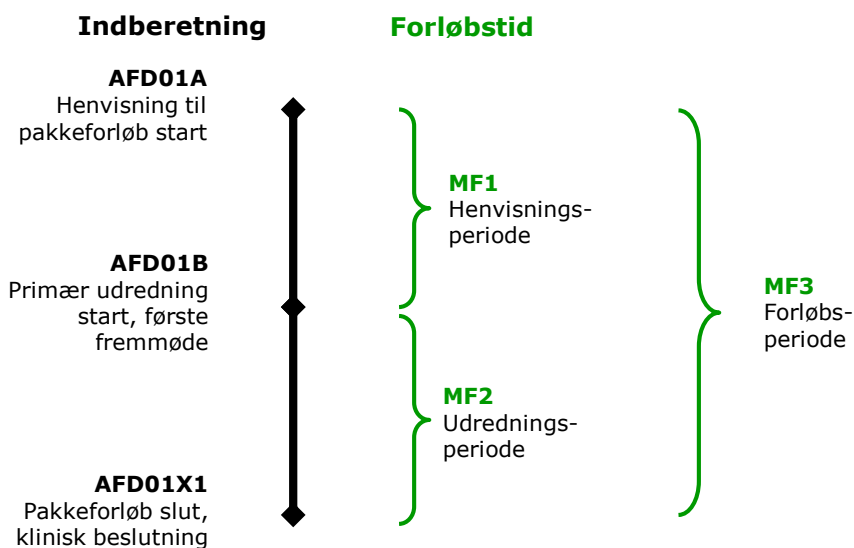 Indberetning
Forløbstid
AFD01A
Henvisning til
pakkeforløb start
MF1
Henvisnings-
periode
AFD01B
Primær udredning
start, første
fremmøde
MF3
Forløbs-
periode
MF2
Udrednings-
periode
AFD01X1
Pakkeforløb slut,
klinisk beslutning